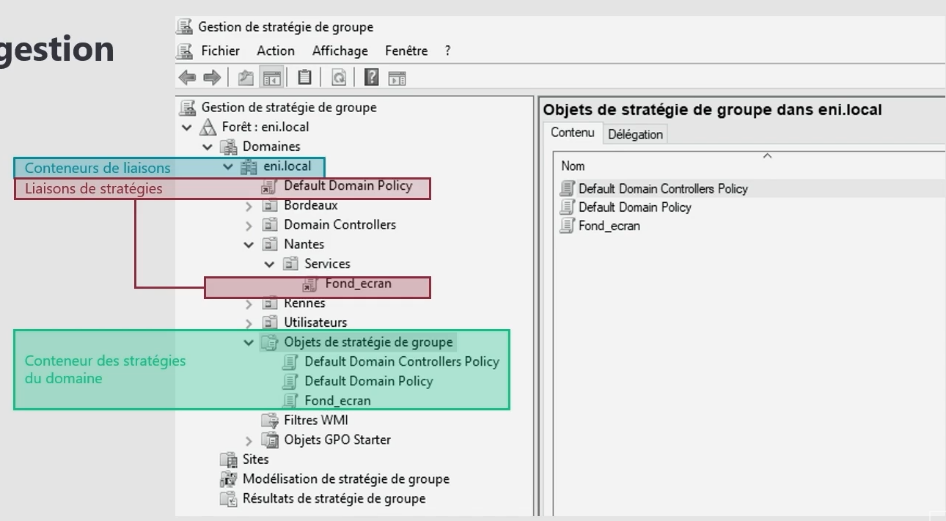 gestion
Gestion de stratégie de groupe
Fichier Action Affichage Fenêtre ?
Gestion de stratégie de groupe
Forêt : eni.local
Domaines
Conteneurs de liaisons
eni.local
Liaisons de stratégies
Default Domain Policy
Bordeaux
Domain Controllers
Nantes
Services
Fond_ecran
Rennes
Utilisateurs
Objets de stratégie de groupe
Conteneur des stratégies
du domaine
Default Domain Controllers Policy
Default Domain Policy
Fond_ecran
Filtres WMI
Objets GPO Starter
Sites
Modélisation de stratégie de groupe
Résultats de stratégie de groupe
Objets de stratégie de groupe dans eni.local
Contenu Délégation
Nom
Default Domain Controllers Policy
Default Domain Policy
Fond_ecran